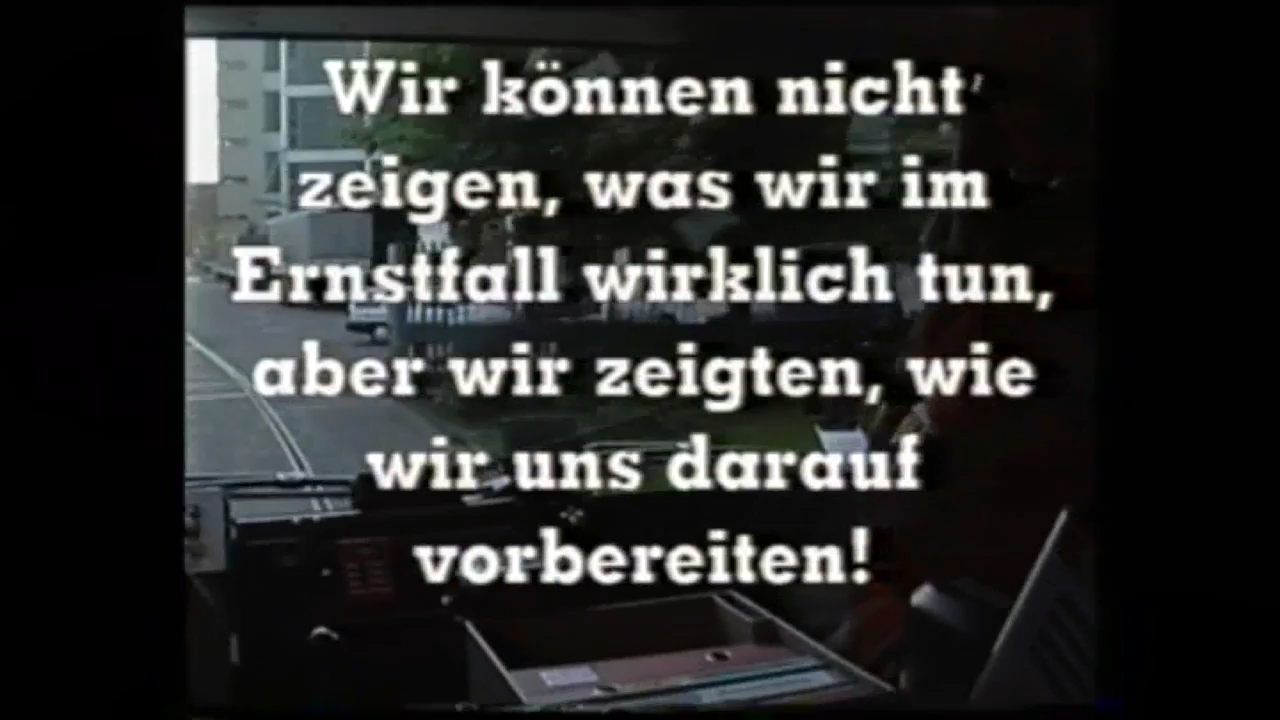 Wir können nicht
zeigen, was wir im
Ernstfall wirklich tun,
aber wir zeigten, wie
wir uns darauf
vorbereiten!